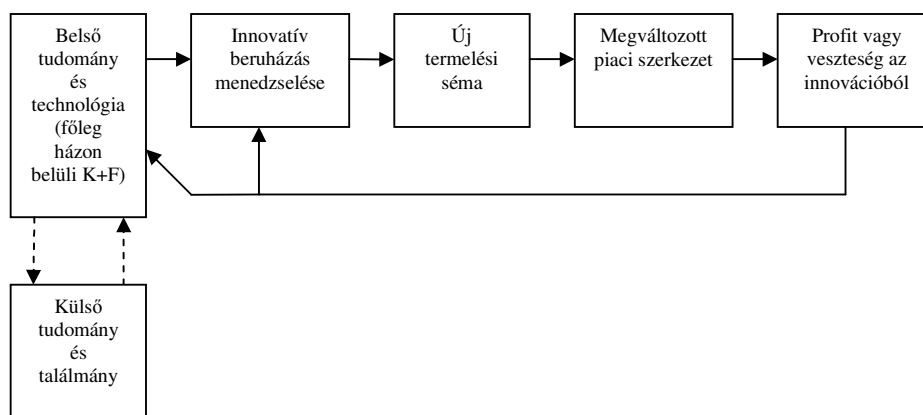 Belső
tudomány
és
technológia
(főleg
házon
belüli K+F)
Innovatív
beruházás
menedzselése
Új
termelési
séma
Megváltozott
piaci szerkezet
Profit vagy
veszteség az
innovációból
Külső
tudomány
és
találmány